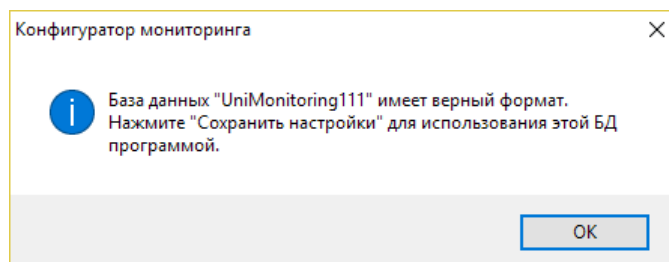 Конфигуратор мониторинга
База данных "UniMonitoring111" имеет верный формат.
Нажмите "Сохранить настройки" для использования этой БД
программой.
OK